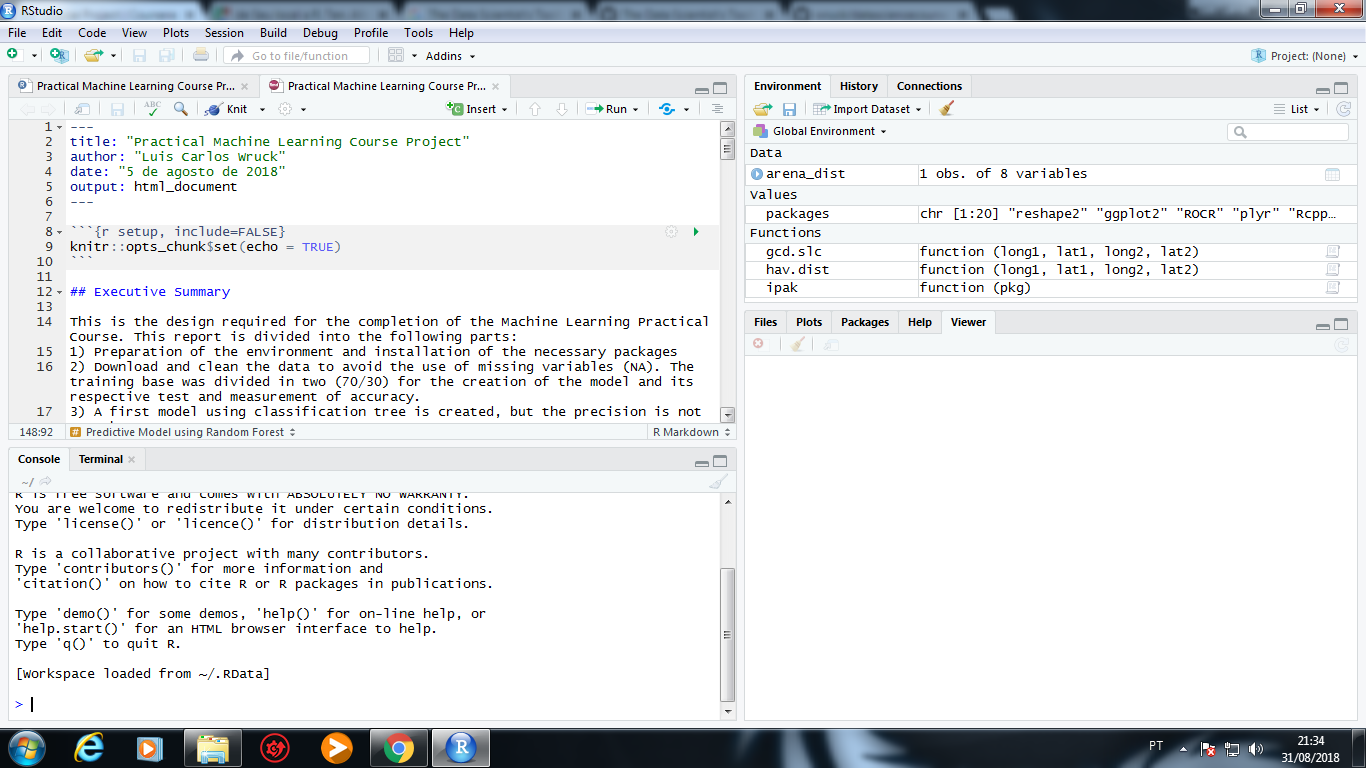 RStudio
File Edit Code View Plots Session Build Debug Profile Tools Help
Go to file/function Addins Project: (None)
Practical Machine Learning Course Pr... Practical Machine Learning Course Pr...
ABC Knit Insert Run
1 ---
2 title: "Practical Machine Learning Course Project"
3 author: "Luis Carlos Wruck"
4 date: "5 de agosto de 2018"
5 output: html_document
6 ---
7
8 ```{r setup, include=FALSE}
9 knitr::opts_chunk$set(echo = TRUE)
10 ```
11
12 ## Executive Summary
13
14 This is the design required for the completion of the Machine Learning Practical
Course. This report is divided into the following parts:
15 1) Preparation of the environment and installation of the necessary packages
16 2) Download and clean the data to avoid the use of missing variables (NA). The
training base was divided in two (70/30) for the creation of the model and its
respective test and measurement of accuracy.
17 3) A first model using classification tree is created, but the precision is not
148:92 # Predictive Model using Random Forest R Markdown
Console Terminal
~/
R is free software and comes with ABSOLUTELY NO WARRANTY.
You are welcome to redistribute it under certain conditions.
Type 'license()' or 'licence()' for distribution details.
R is a collaborative project with many contributors.
Type 'contributors()' for more information and
'citation()' on how to cite R or R packages in publications.
Type 'demo()' for some demos, 'help()' for on-line help, or
'help.start()' for an HTML browser interface to help.
Type 'q()' to quit R.
[Workspace loaded from ~/.RData]
>
Environment History Connections
Import Dataset List
Global Environment
Data
arena_dist 1 obs. of 8 variables
Values
packages chr [1:20] "reshape2" "ggplot2" "ROCR" "plyr" "Rcpp...
Functions
gcd.slc function (long1, lat1, long2, lat2)
hav.dist function (long1, lat1, long2, lat2)
ipak function (pkg)
Files Plots Packages Help Viewer
PT 21:34
31/08/2018